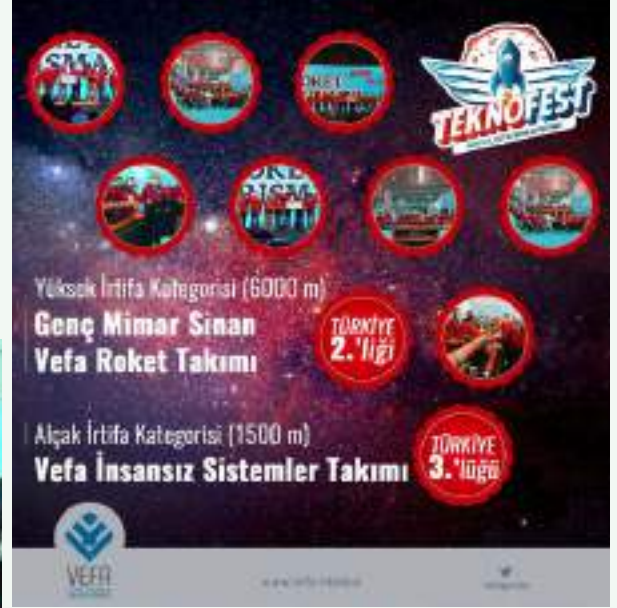 TEKNOFEST
Yüksek İrtifa Kategorisi (6000 m)
Genç Mimar Sinan
Vefa Roket Takımı
TÜRKİYE
2.'liği
Alçak İrtifa Kategorisi (1500 m)
Vefa İnsansız Sistemler Takımı
TÜRKİYE
3.'lüğü
VEFA